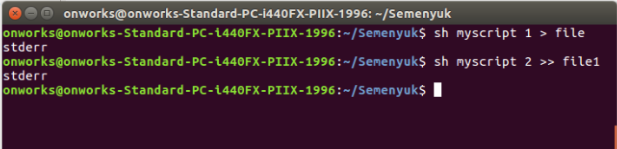 onworks@onworks-Standard-PC-i440FX-PIIX-1996: ~/Semenyuk
onworks@onworks-Standard-PC-i440FX-PIIX-1996:~/Semenyuk$ sh myscript 1 > file
stderr
onworks@onworks-Standard-PC-i440FX-PIIX-1996:~/Semenyuk$ sh myscript 2 >> file1
stderr
onworks@onworks-Standard-PC-i440FX-PIIX-1996:~/Semenyuk$